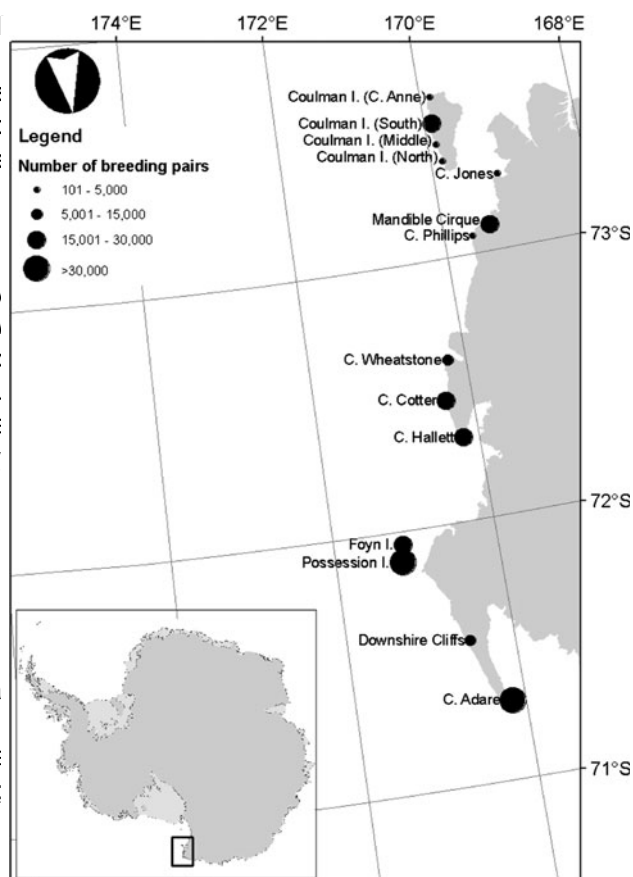 174°E 172°E 170°E 168°E
Legend
Number of breeding pairs
101 - 5,000
5,001 - 15,000
15,001 - 30,000
>30,000
Coulman I. (C. Anne)
Coulman I. (South)
Coulman I. (Middle)
Coulman I. (North)
C. Jones
Mandible Cirque
C. Phillips
73°S
C. Wheatstone
C. Cotter
C. Hallett
72°S
Foyn I.
Possession I.
Downshire Cliffs
C. Adare
71°S